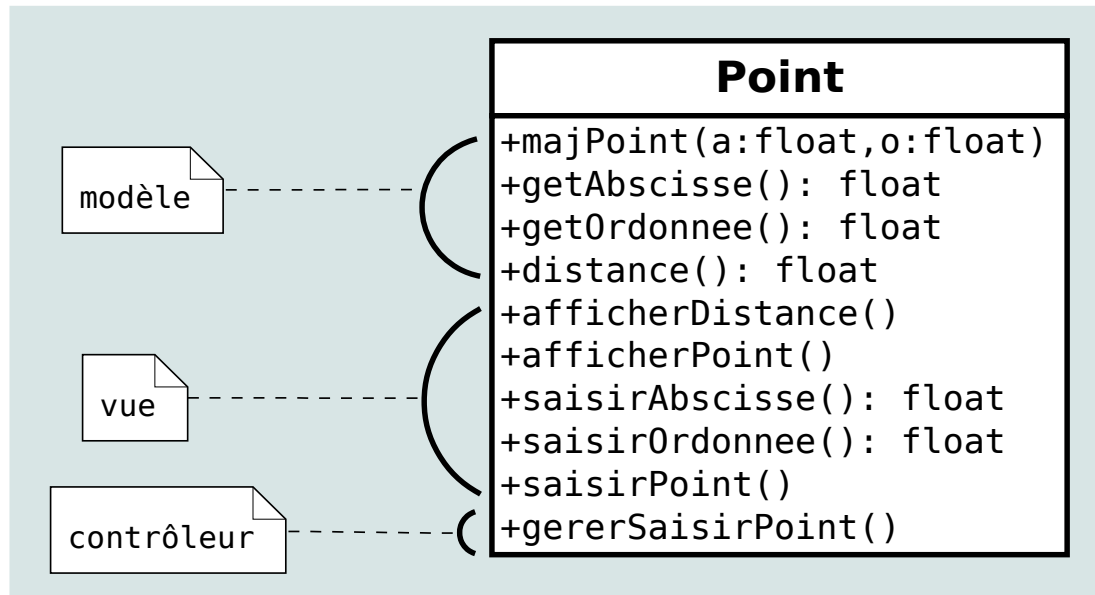 Point
+majPoint(a:float,o:float)
+getAbscisse(): float
+getOrdonnee(): float
+distance(): float
+afficherDistance()
+afficherPoint()
+saisirAbscisse(): float
+saisirOrdonnee(): float
+saisirPoint()
+gererSaisirPoint()
modèle
vue
contrôleur